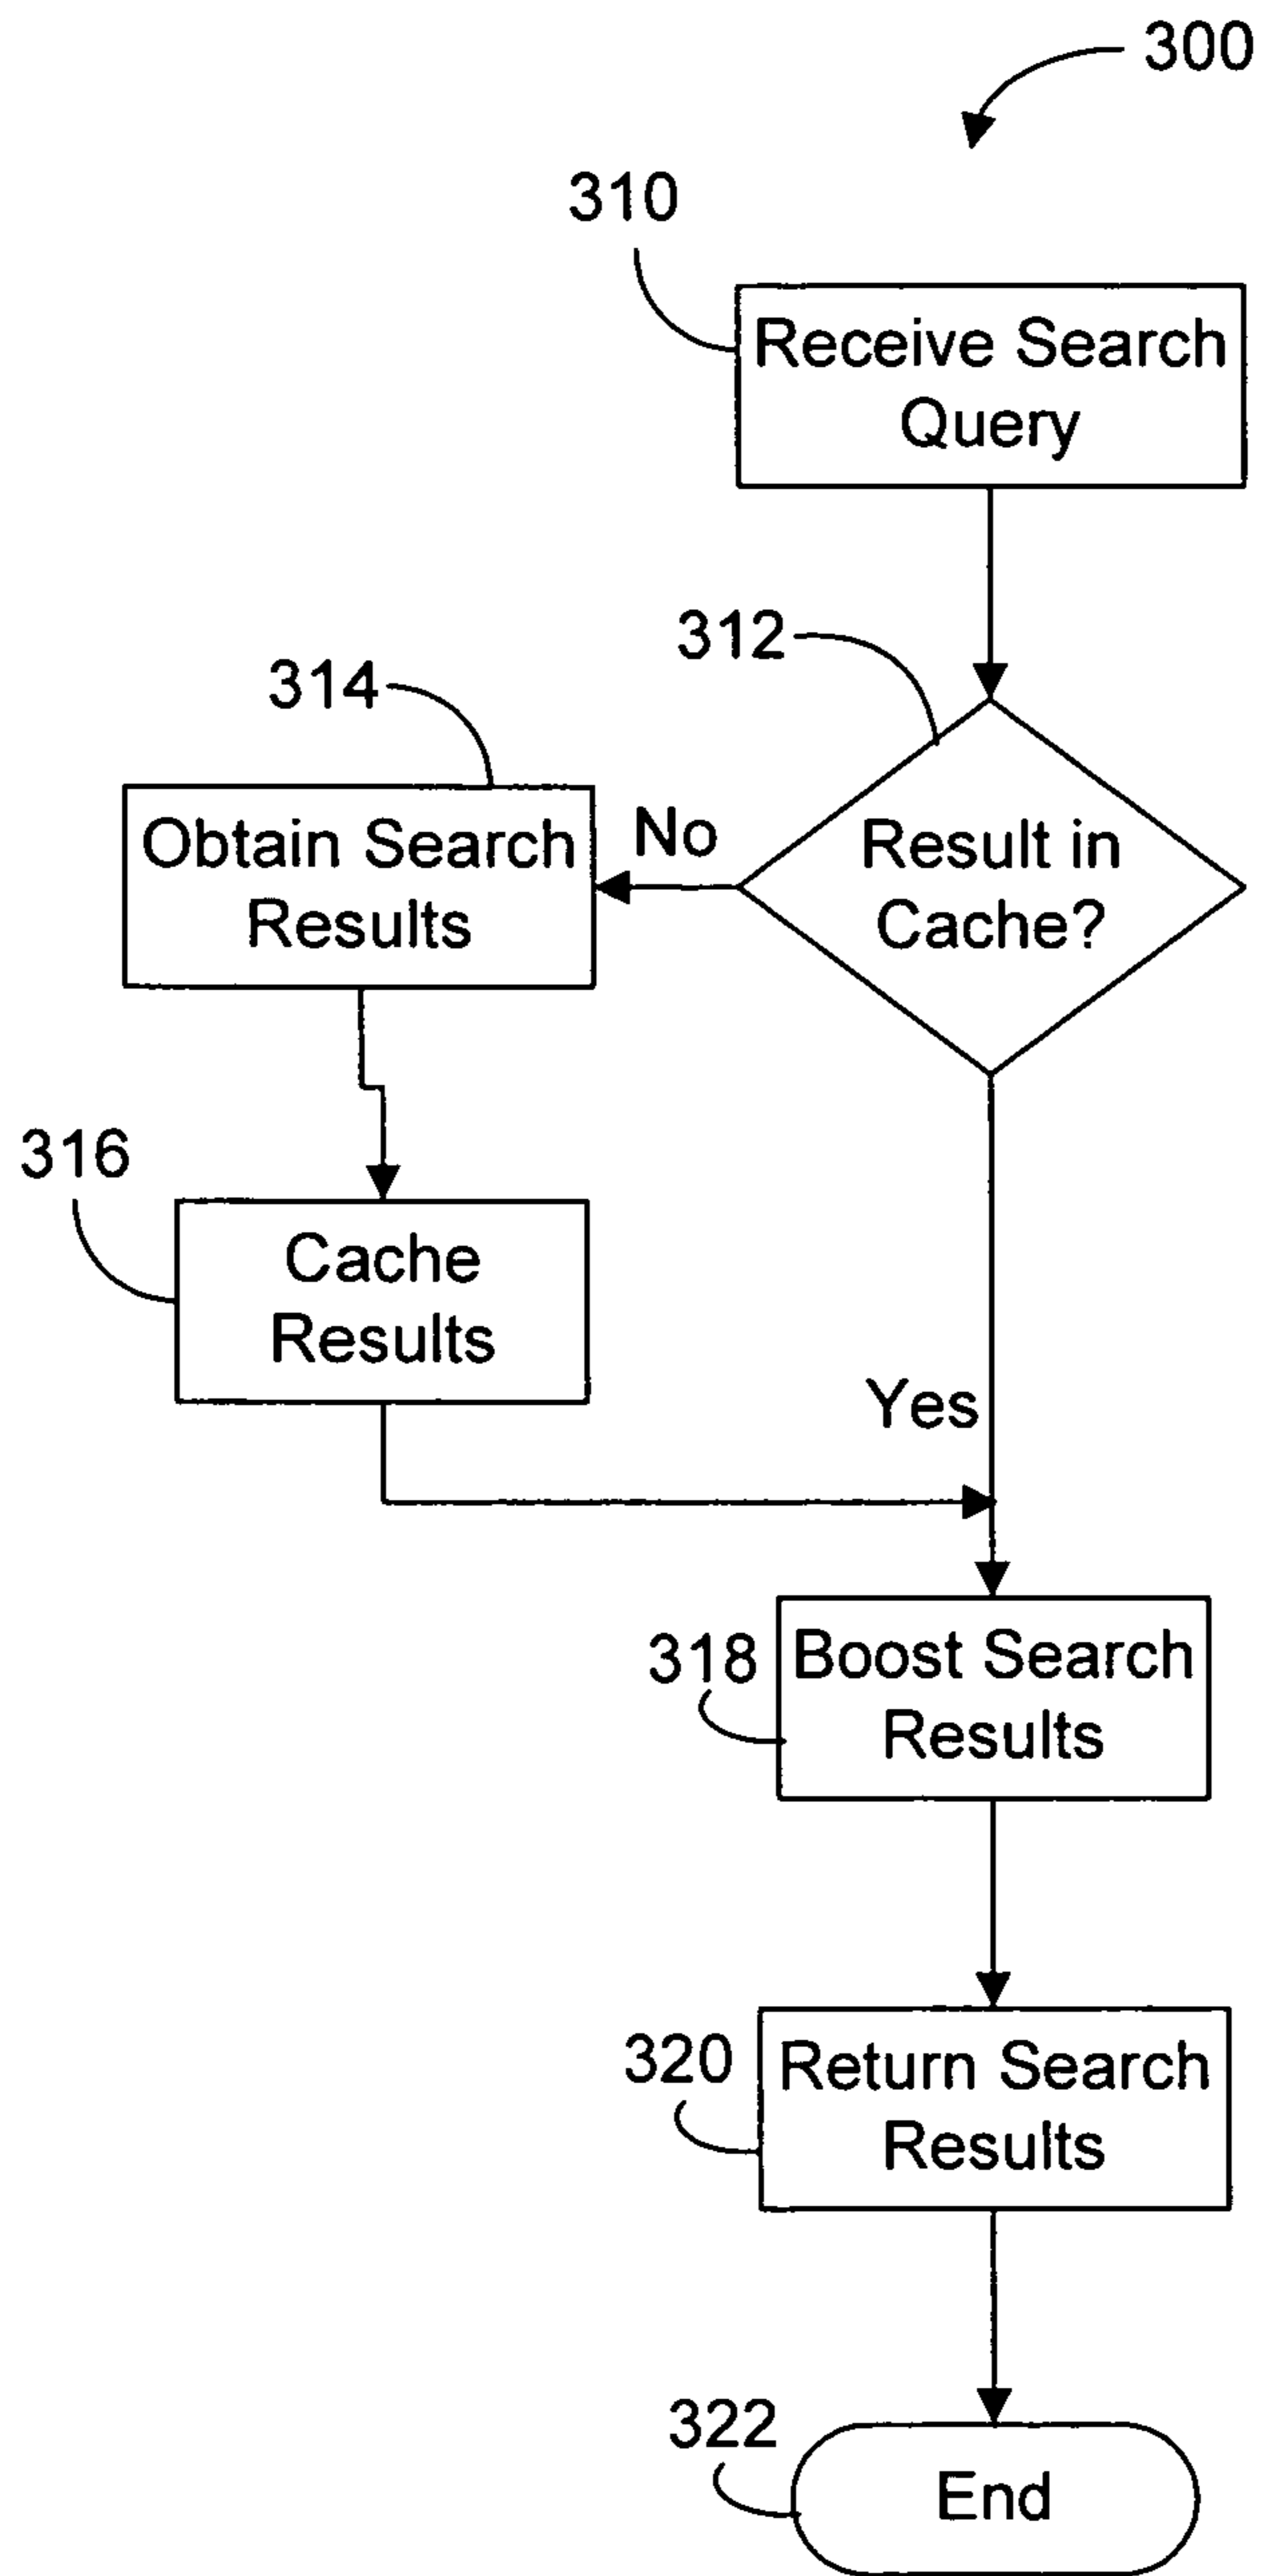 300
310
Receive Search
Query
312
314
Obtain Search
Results
No
Result in
Cache?
316
Cache
Results
Yes
318
Boost Search
Results
320
Return Search
Results
322
End